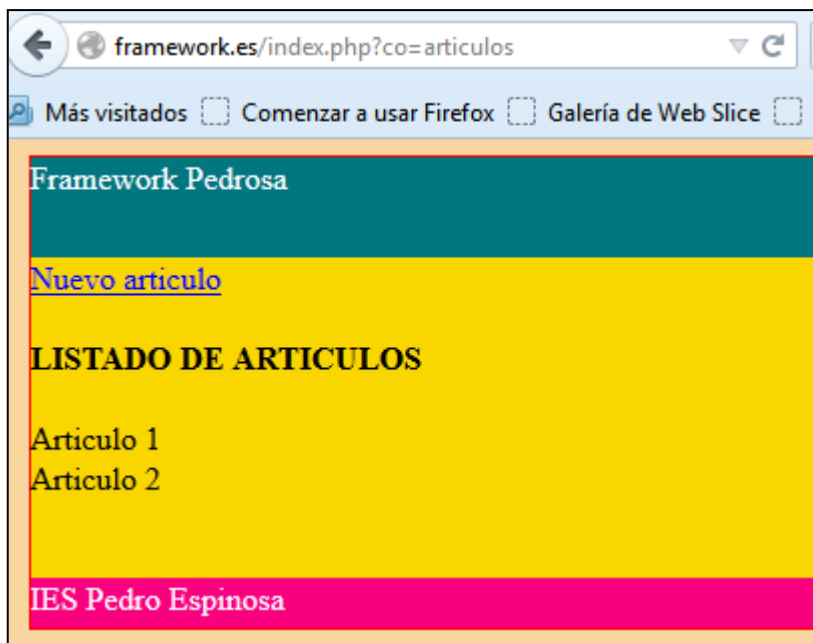 framework.es/index.php?co=articulos
Más visitados Comenzar a usar Firefox Galería de Web Slice
Framework Pedrosa
Nuevo articulo
LISTADO DE ARTICULOS
Articulo 1
Articulo 2
IES Pedro Espinosa